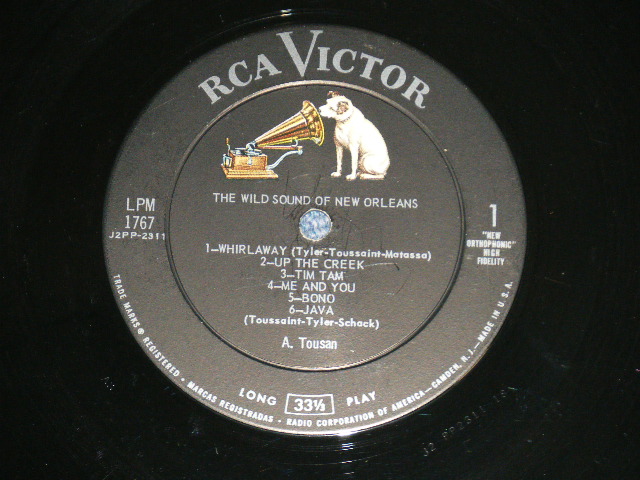 RCA VICTOR
THE WILD SOUND OF NEW ORLEANS
LPM
1767
J2PP-2311
1
"NEW
ORTHOPHONIC"
HIGH
FIDELITY
1—WHIRLAWAY (Tyler-Toussaint-Matassa)
2—UP THE CREEK
3—TIM TAM
4—ME AND YOU
5—BONO
6—JAVA
(Toussaint-Tyler-Schack)
A. Tousan
LONG 33⅓ PLAY
TRADE MARKS ® REGISTERED. • MARCAS REGISTRADAS • RADIO CORPORATION OF AMERICA—CAMDEN, N.J.—MADE IN U.S.A.